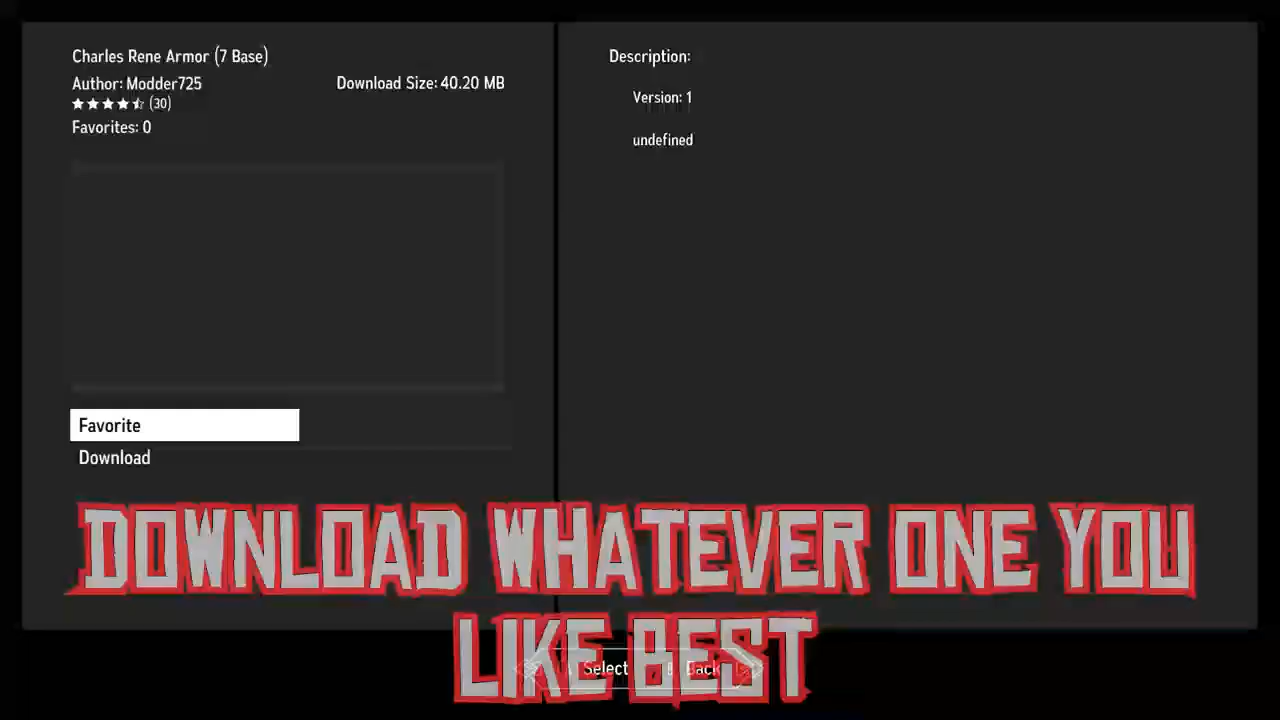 Charles Rene Armor (7 Base)
Author: Modder725
Download Size: 40.20 MB
(30)
Favorites: 0
Description:
Version: 1
undefined
Favorite
Download
DOWNLOAD WHATEVER ONE YOU
LIKE BEST
Select
Back